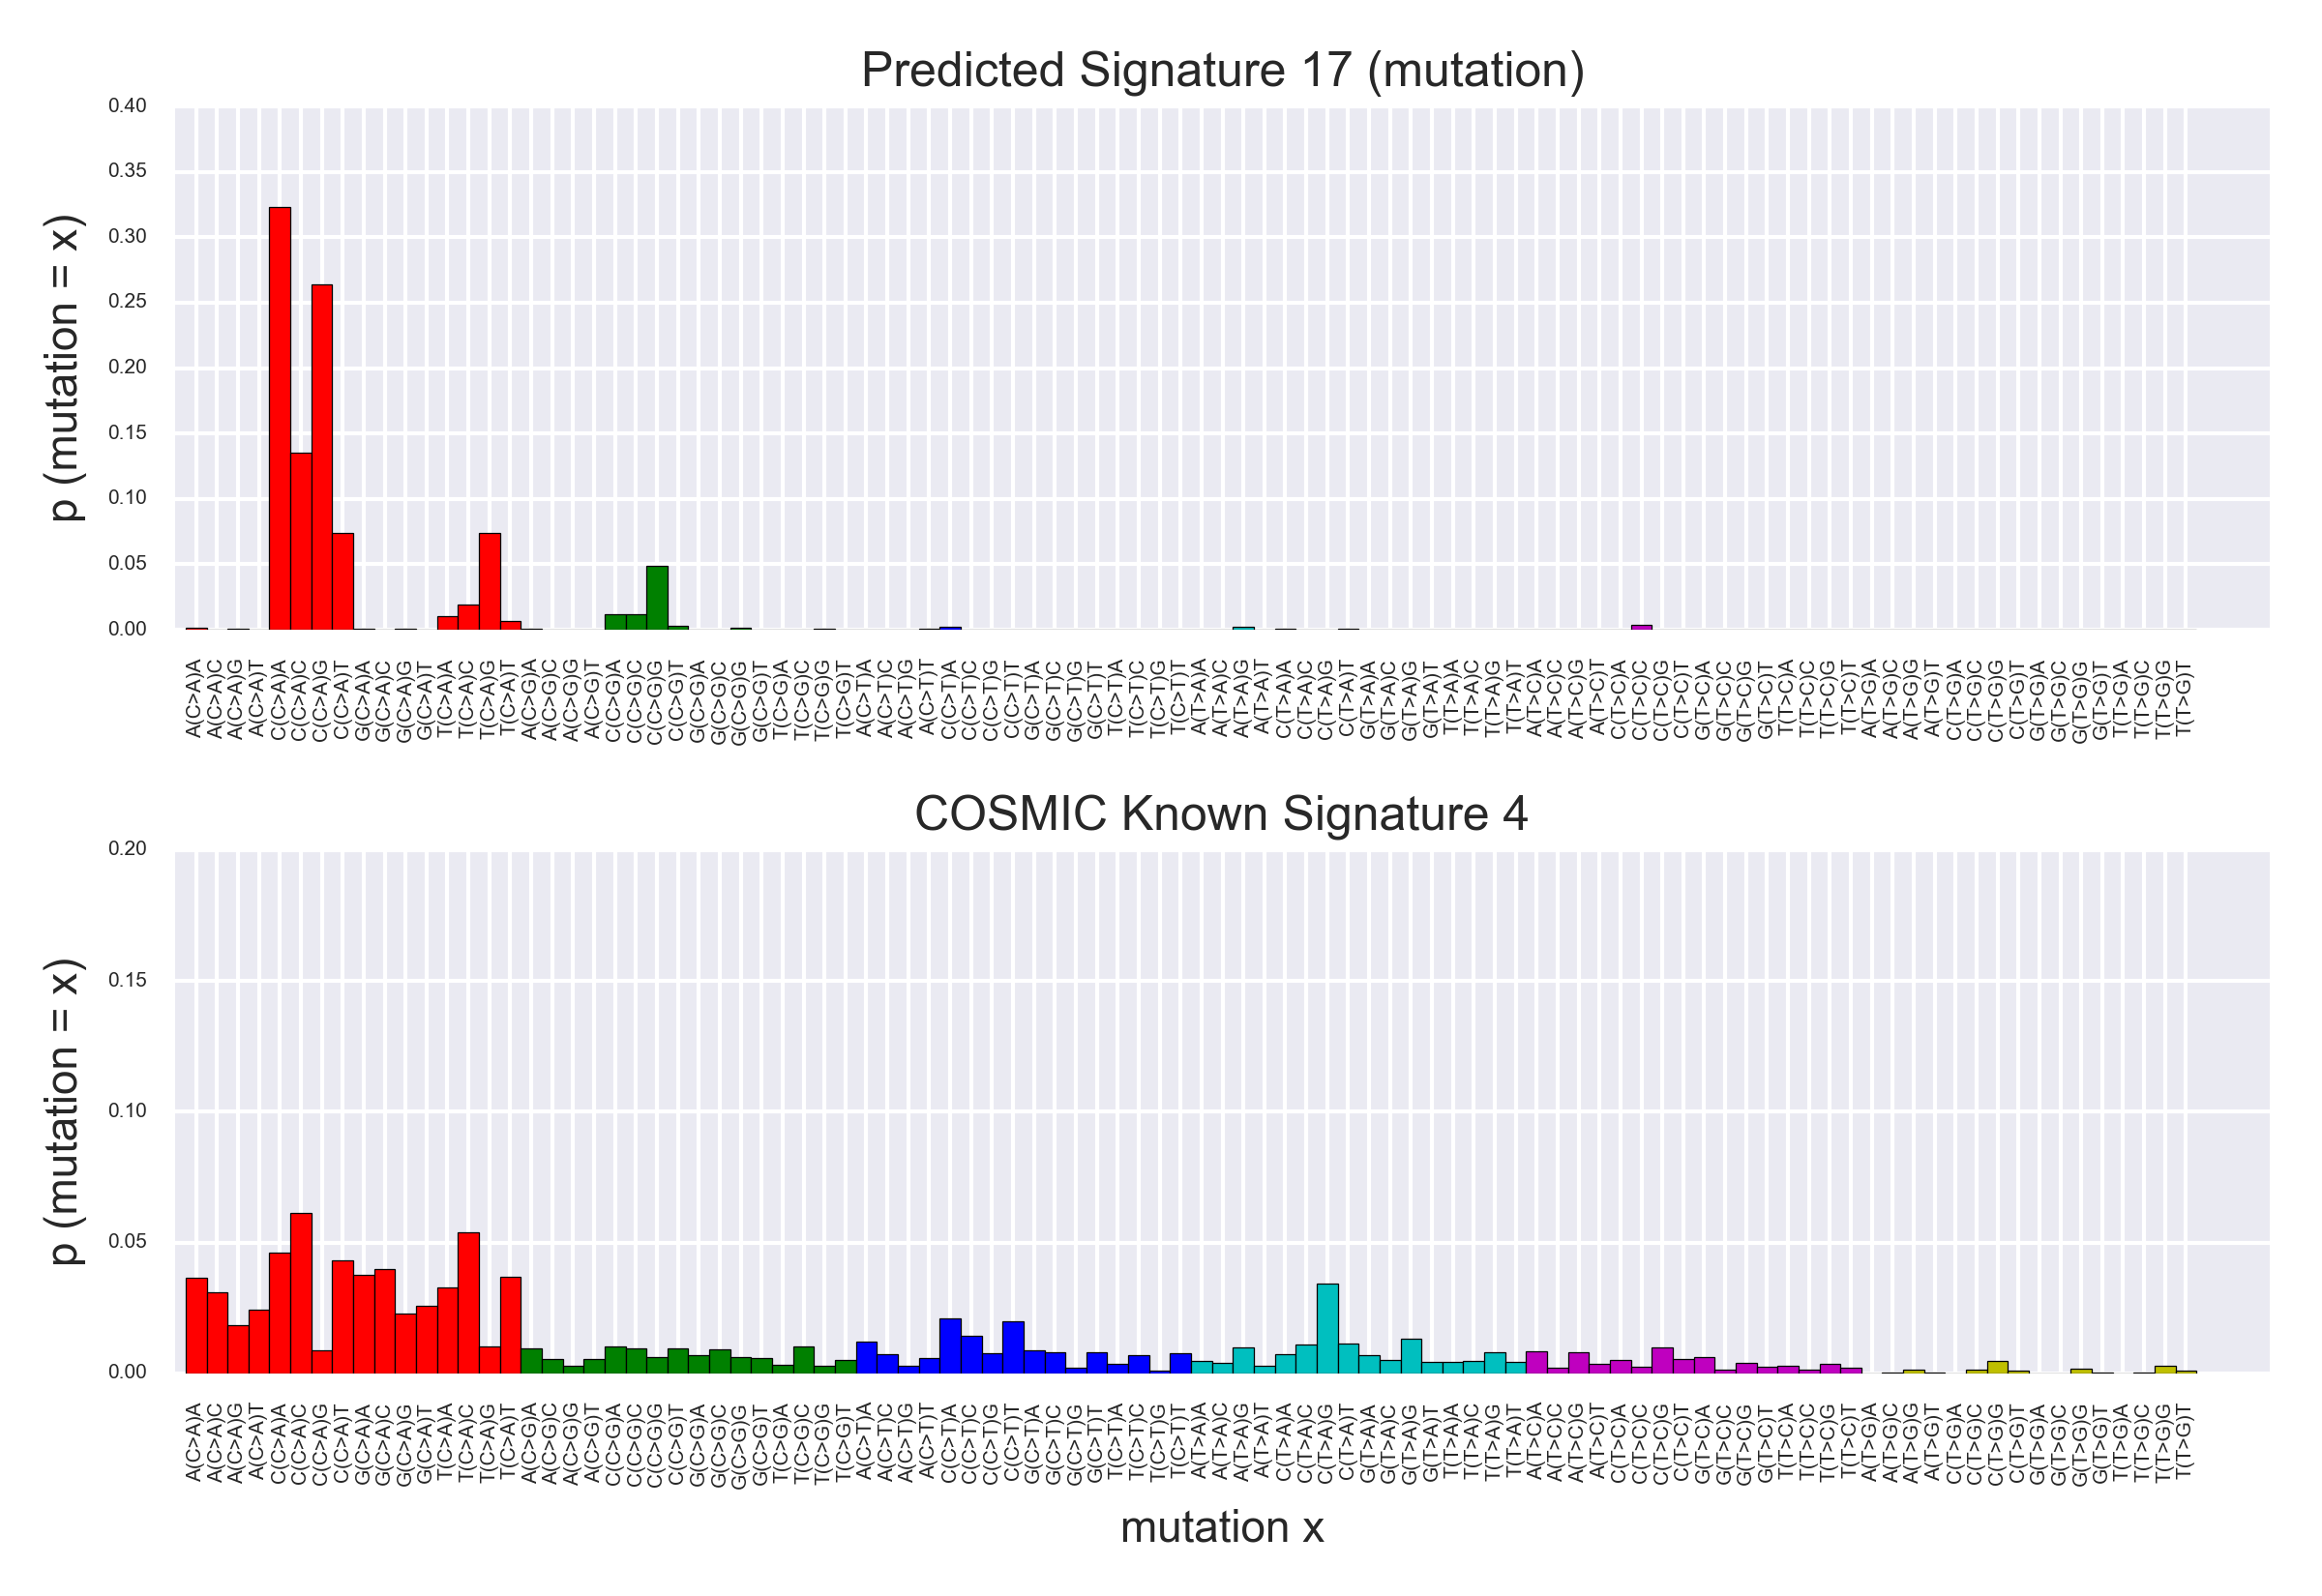 Predicted Signature 17 (mutation)
p (mutation = x)
0.40
0.35
0.30
0.25
0.20
0.15
0.10
0.05
0.00
A(C>A)A A(C>A)C A(C>A)G A(C>A)T C(C>A)A C(C>A)C C(C>A)G C(C>A)T G(C>A)A G(C>A)C G(C>A)G G(C>A)T T(C>A)A T(C>A)C T(C>A)G T(C>A)T A(C>G)A A(C>G)C A(C>G)G A(C>G)T C(C>G)A C(C>G)C C(C>G)G C(C>G)T G(C>G)A G(C>G)C G(C>G)G G(C>G)T T(C>G)A T(C>G)C T(C>G)G T(C>G)T A(C>T)A A(C>T)C A(C>T)G A(C>T)T C(C>T)A C(C>T)C C(C>T)G C(C>T)T G(C>T)A G(C>T)C G(C>T)G G(C>T)T T(C>T)A T(C>T)C T(C>T)G T(C>T)T A(T>A)A A(T>A)C A(T>A)G A(T>A)T C(T>A)A C(T>A)C C(T>A)G C(T>A)T G(T>A)A G(T>A)C G(T>A)G G(T>A)T T(T>A)A T(T>A)C T(T>A)G T(T>A)T A(T>C)A A(T>C)C A(T>C)G A(T>C)T C(T>C)A C(T>C)C C(T>C)G C(T>C)T G(T>C)A G(T>C)C G(T>C)G G(T>C)T T(T>C)A T(T>C)C T(T>C)G T(T>C)T A(T>G)A A(T>G)C A(T>G)G A(T>G)T C(T>G)A C(T>G)C C(T>G)G C(T>G)T G(T>G)A G(T>G)C G(T>G)G G(T>G)T T(T>G)A T(T>G)C T(T>G)G T(T>G)T
COSMIC Known Signature 4
p (mutation = x)
0.20
0.15
0.10
0.05
0.00
A(C>A)A A(C>A)C A(C>A)G A(C>A)T C(C>A)A C(C>A)C C(C>A)G C(C>A)T G(C>A)A G(C>A)C G(C>A)G G(C>A)T T(C>A)A T(C>A)C T(C>A)G T(C>A)T A(C>G)A A(C>G)C A(C>G)G A(C>G)T C(C>G)A C(C>G)C C(C>G)G C(C>G)T G(C>G)A G(C>G)C G(C>G)G G(C>G)T T(C>G)A T(C>G)C T(C>G)G T(C>G)T A(C>T)A A(C>T)C A(C>T)G A(C>T)T C(C>T)A C(C>T)C C(C>T)G C(C>T)T G(C>T)A G(C>T)C G(C>T)G G(C>T)T T(C>T)A T(C>T)C T(C>T)G T(C>T)T A(T>A)A A(T>A)C A(T>A)G A(T>A)T C(T>A)A C(T>A)C C(T>A)G C(T>A)T G(T>A)A G(T>A)C G(T>A)G G(T>A)T T(T>A)A T(T>A)C T(T>A)G T(T>A)T A(T>C)A A(T>C)C A(T>C)G A(T>C)T C(T>C)A C(T>C)C C(T>C)G C(T>C)T G(T>C)A G(T>C)C G(T>C)G G(T>C)T T(T>C)A T(T>C)C T(T>C)G T(T>C)T A(T>G)A A(T>G)C A(T>G)G A(T>G)T C(T>G)A C(T>G)C C(T>G)G C(T>G)T G(T>G)A G(T>G)C G(T>G)G G(T>G)T T(T>G)A T(T>G)C T(T>G)G T(T>G)T
mutation x